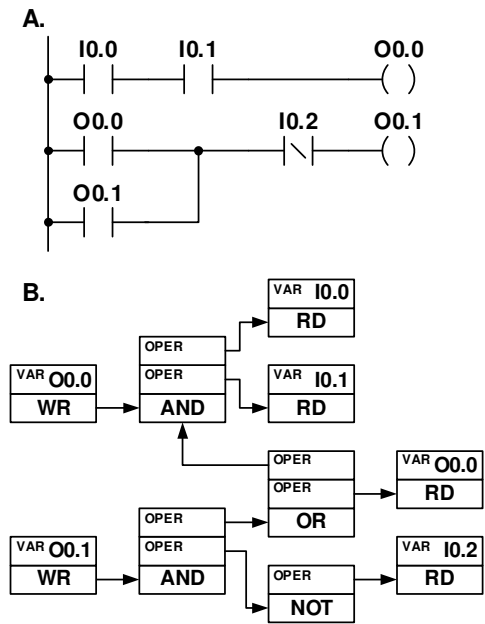 A.
I0.0 I0.1 O0.0
O0.0 I0.2 O0.1
O0.1
B.
VAR I0.0
RD
OPER
OPER
AND
VAR O0.0
WR
VAR I0.1
RD
OPER
OPER
OR
VAR O0.0
RD
VAR O0.1
WR
OPER
OPER
AND
OPER
NOT
VAR I0.2
RD